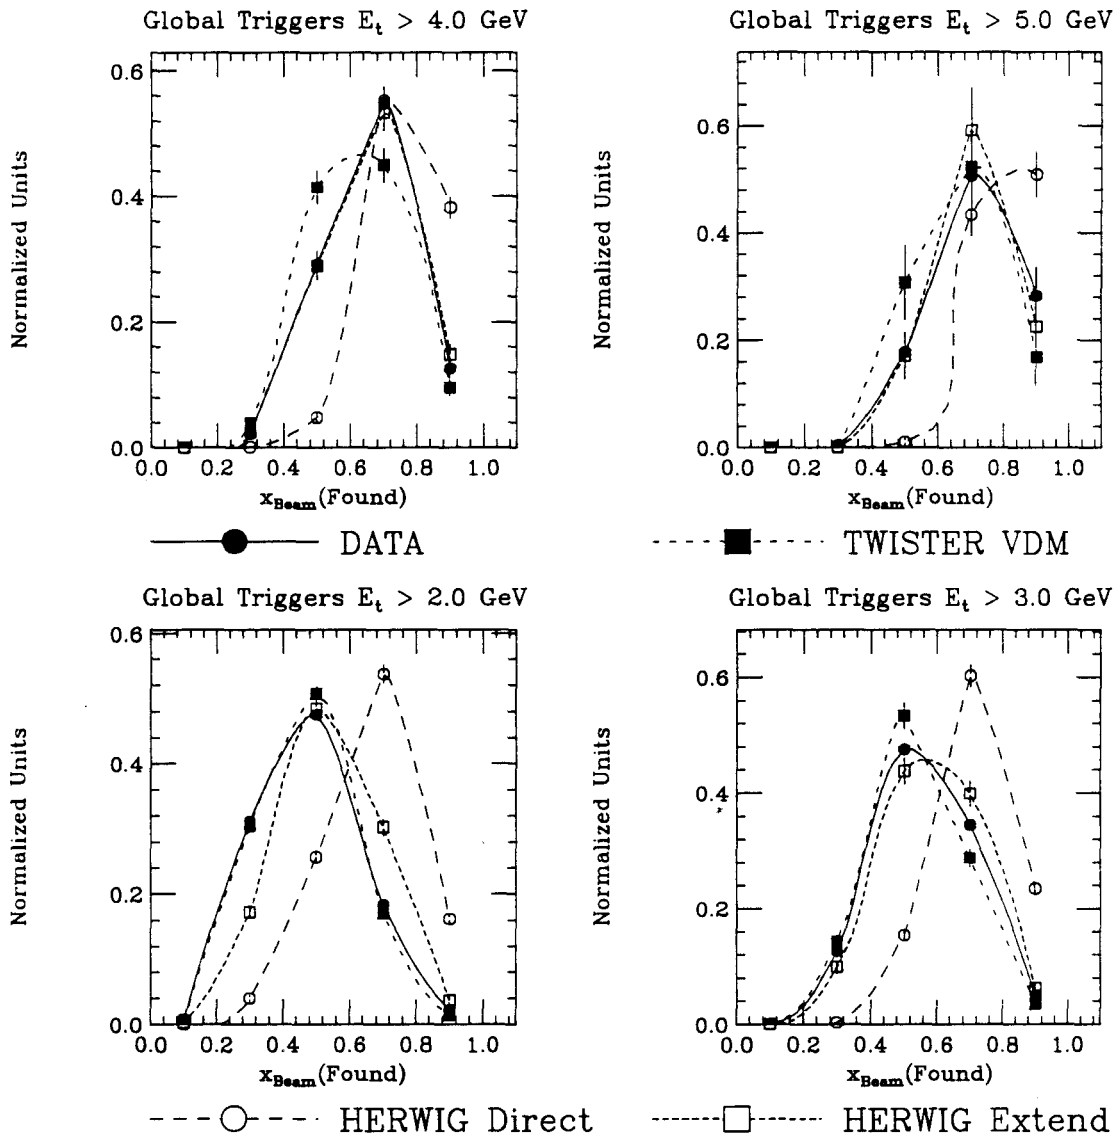 Global Triggers E_t > 4.0 GeV
Global Triggers E_t > 5.0 GeV
Normalized Units
0.6
0.4
0.2
0.0
0.0 0.2 0.4 0.6 0.8 1.0
x_Beam(Found)
Normalized Units
0.6
0.4
0.2
0.0
0.0 0.2 0.4 0.6 0.8 1.0
x_Beam(Found)
DATA
TWISTER VDM
Global Triggers E_t > 2.0 GeV
Global Triggers E_t > 3.0 GeV
Normalized Units
0.6
0.4
0.2
0.0
0.0 0.2 0.4 0.6 0.8 1.0
x_Beam(Found)
Normalized Units
0.6
0.4
0.2
0.0
0.0 0.2 0.4 0.6 0.8 1.0
x_Beam(Found)
HERWIG Direct
HERWIG Extend